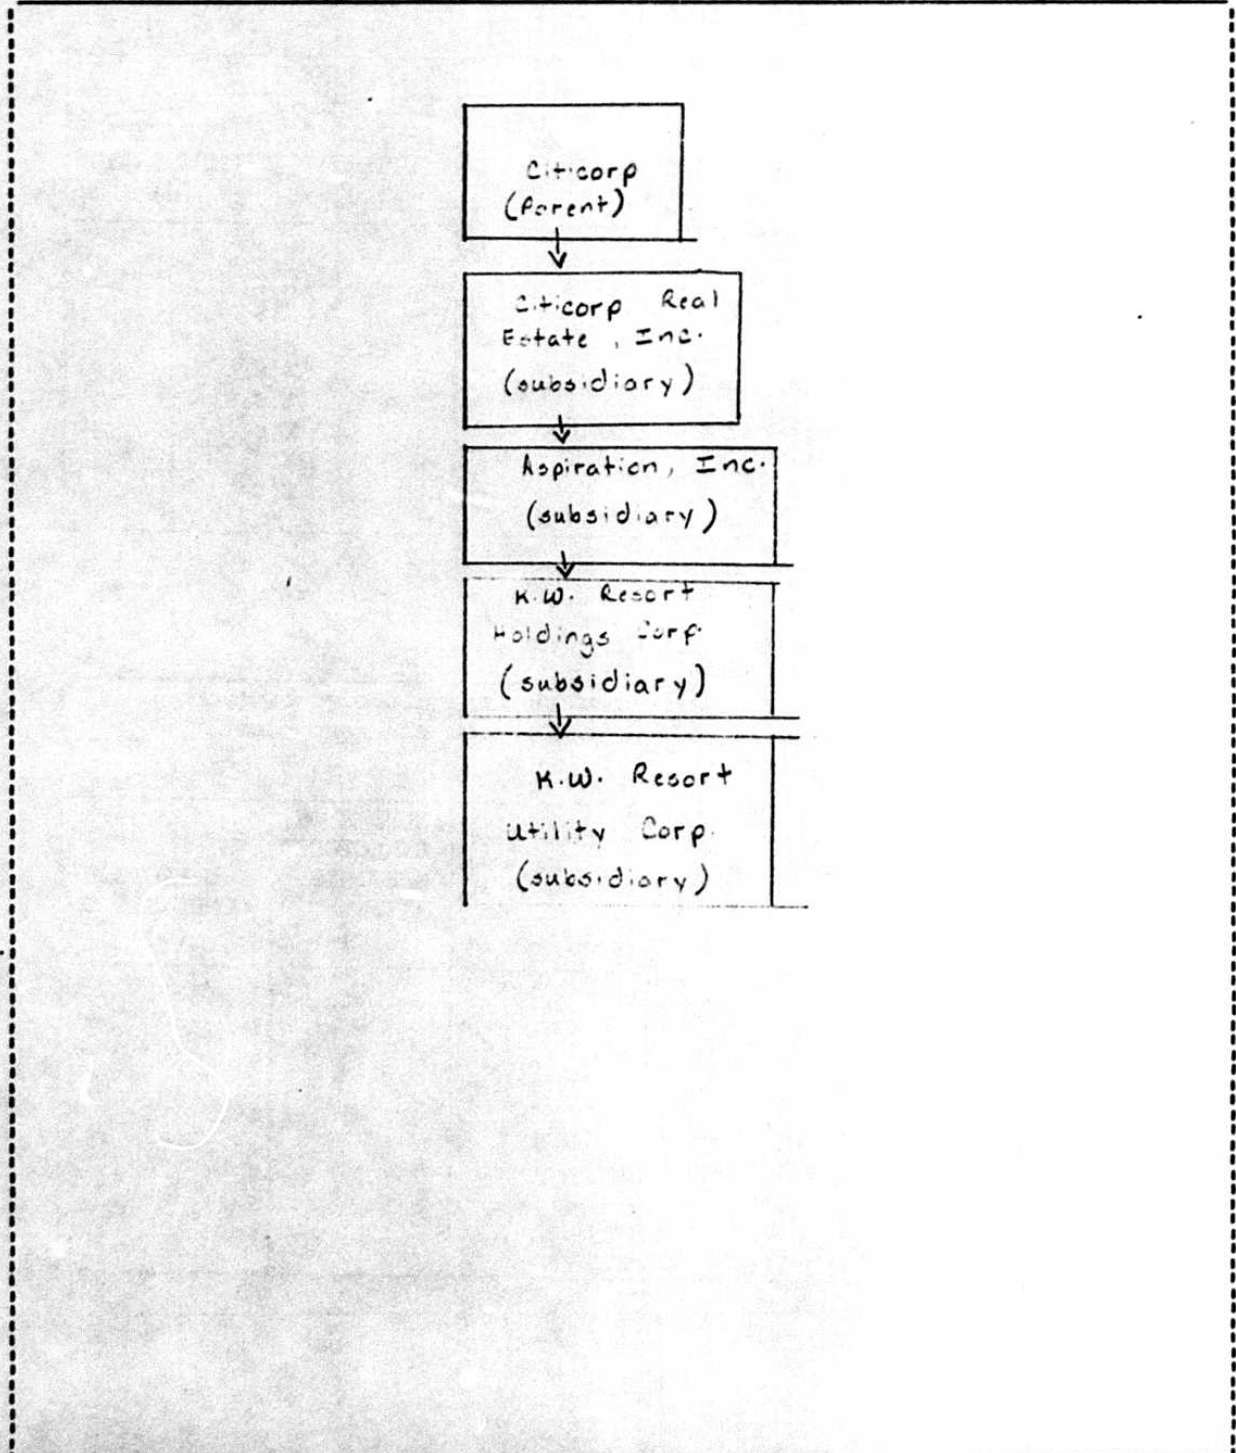 Citicorp
(Parent)
Citicorp Real
Estate, Inc.
(subsidiary)
Aspiration, Inc.
(subsidiary)
K.W. Resort
Holdings Corp.
(subsidiary)
K.W. Resort
Utility Corp.
(subsidiary)